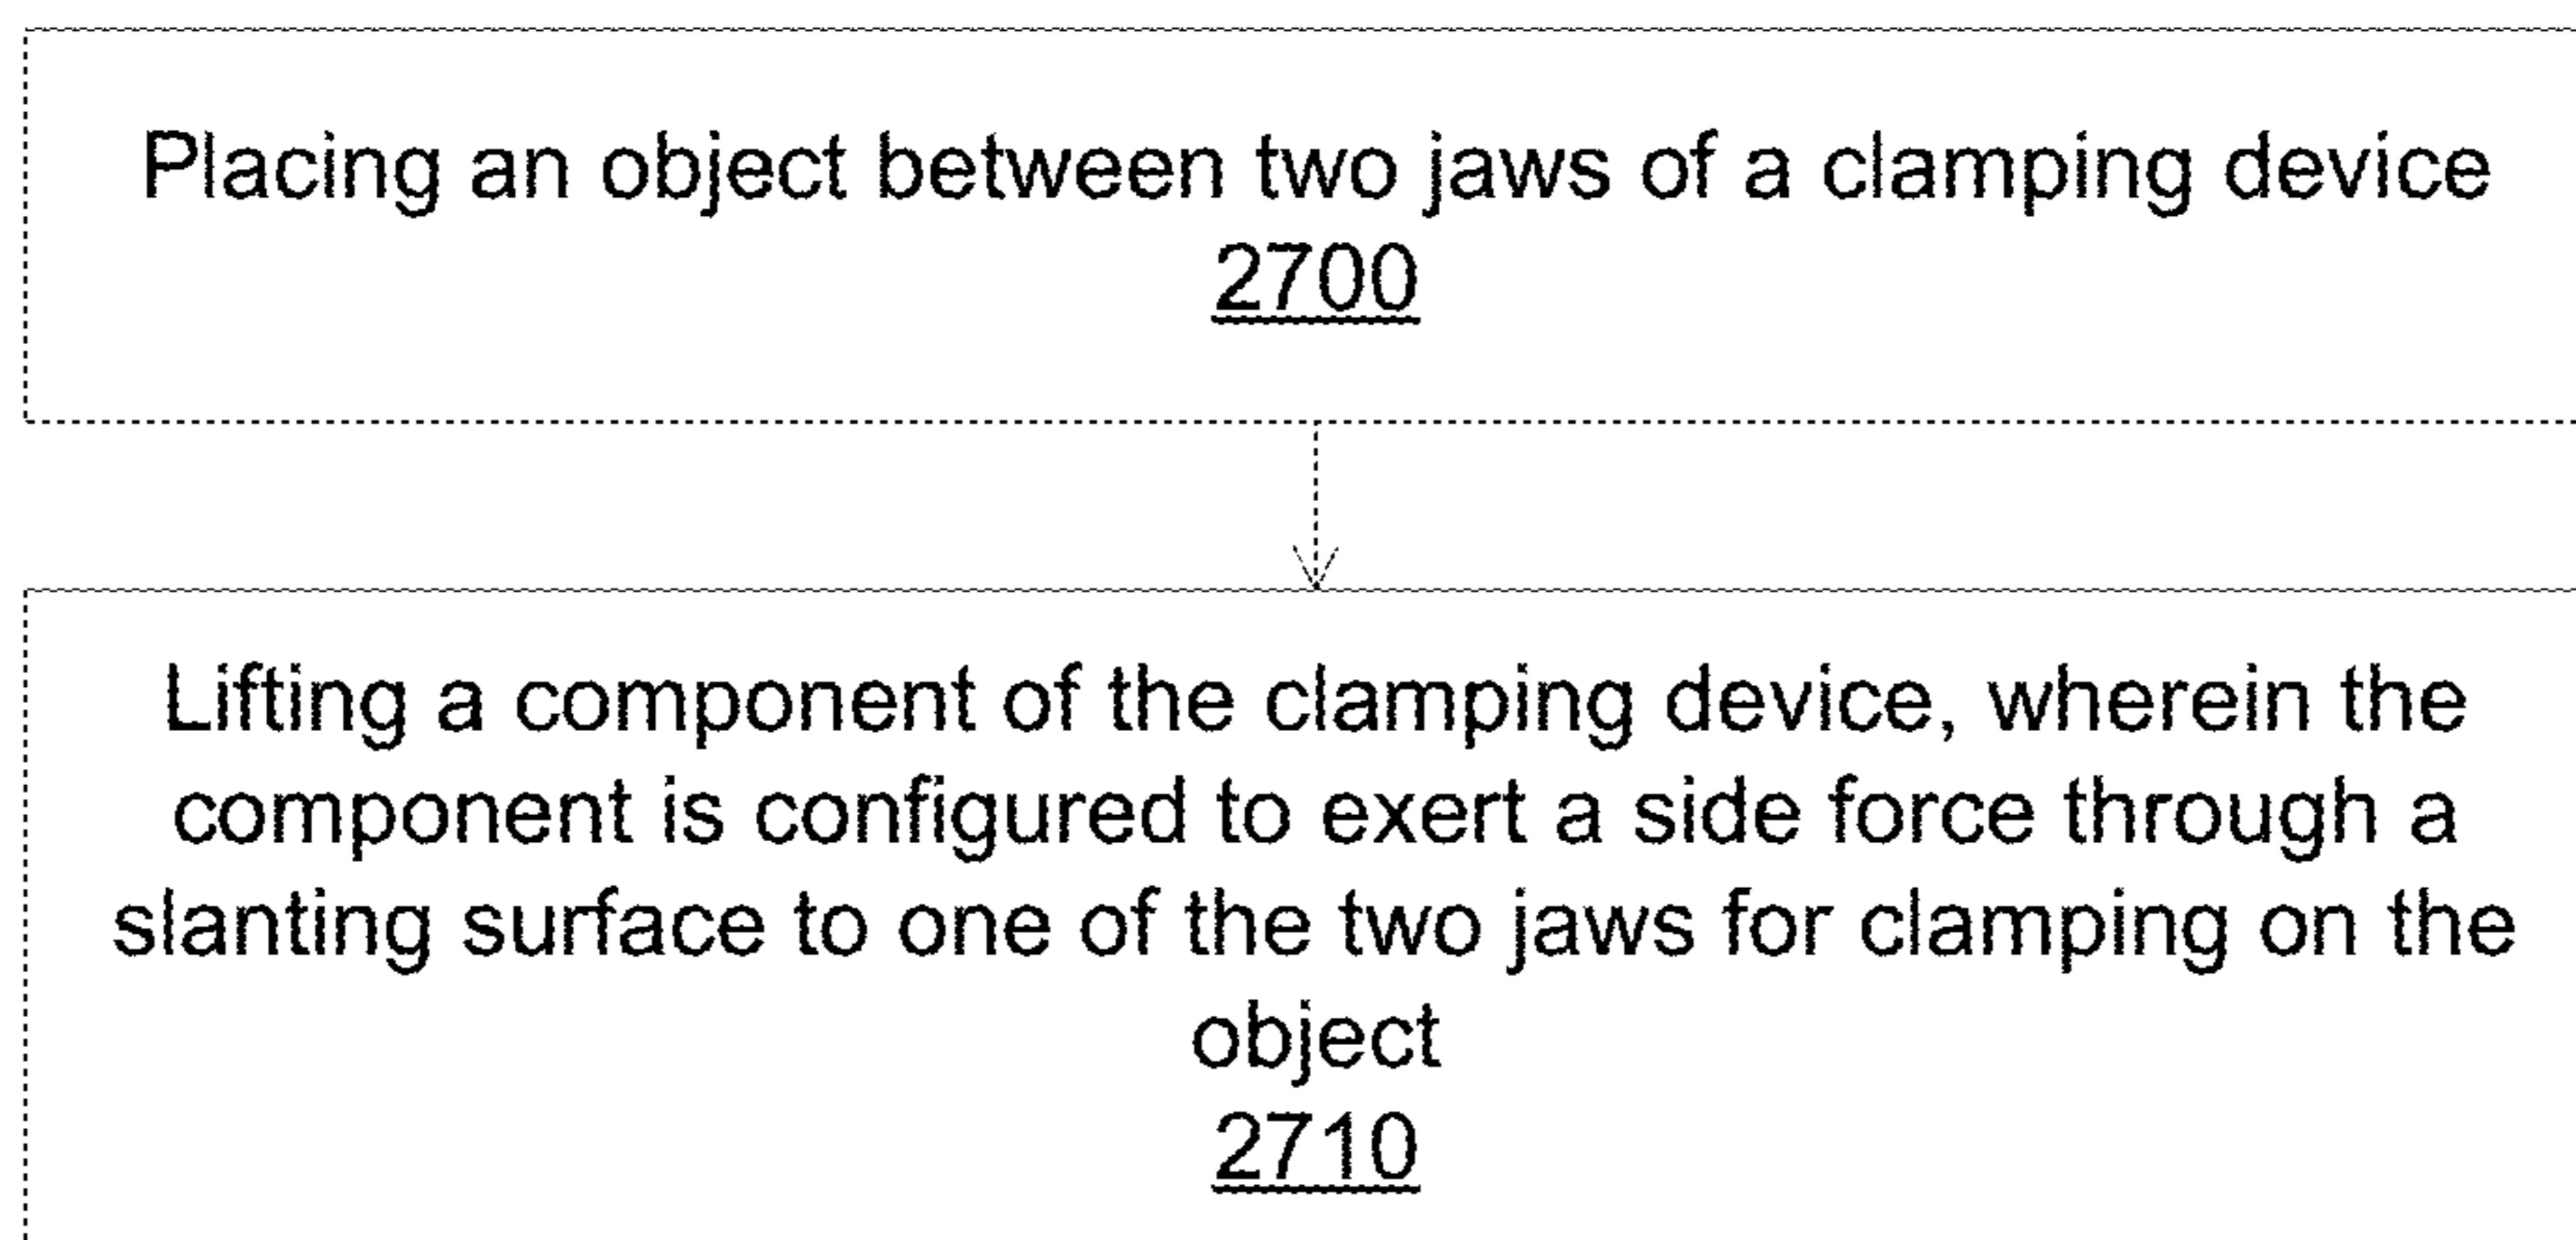 Placing an object between two jaws of a clamping device
2700
Lifting a component of the clamping device, wherein the
component is configured to exert a side force through a
slanting surface to one of the two jaws for clamping on the
object
2710